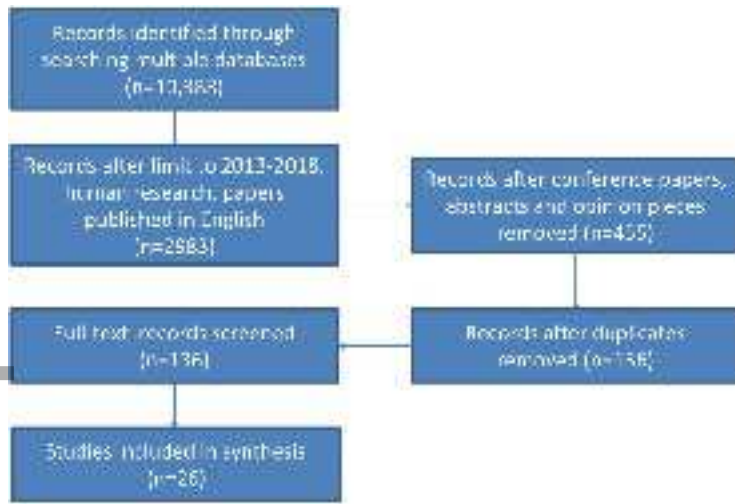 Records identified through
searching multiple databases
Records after limit to 2013-2018,
human research, papers
published in English
(n=2983)
Records after conference papers,
abstracts and opinion pieces
removed (n=455)
Records after duplicates
removed
Full text records screened
(n=136)
Studies included in synthesis
(n=26)